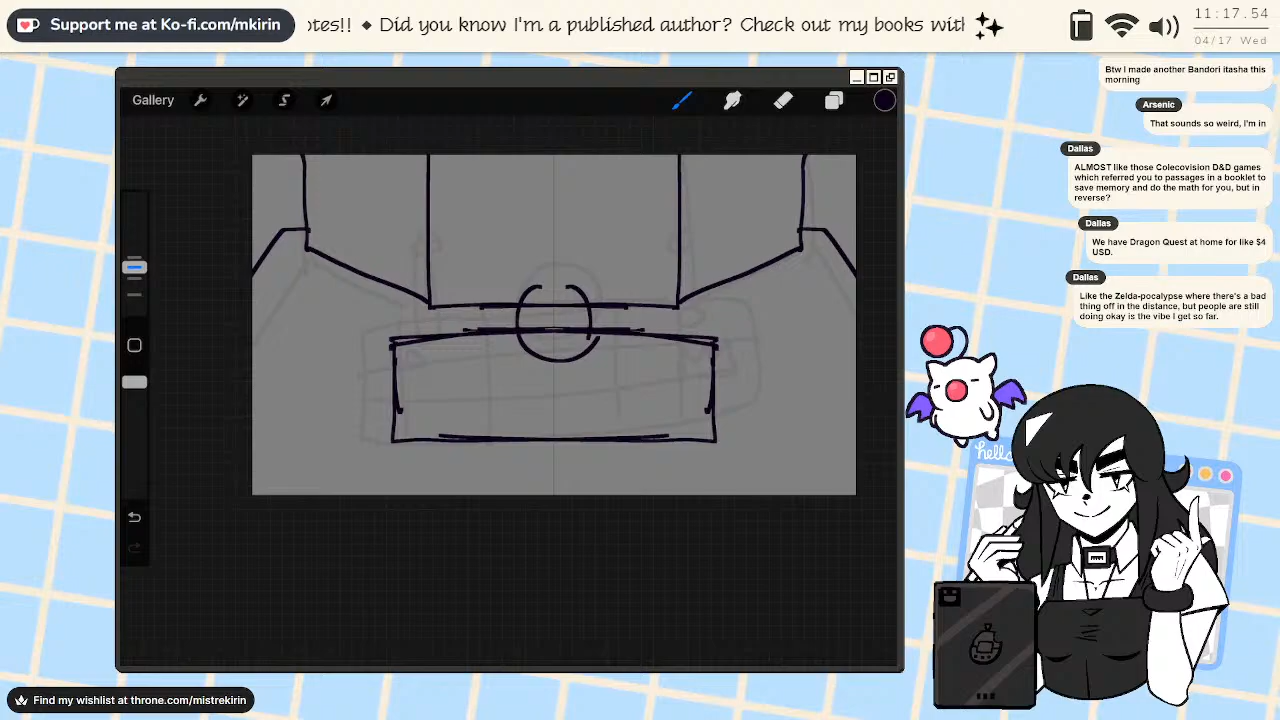 Support me at Ko-fi.com/mkirin
otes!! ⬥ Did you know I'm a published author? Check out my books with
11:17.54
04/17 Wed
Gallery
Btw I made another Bandori itasha this
morning
Arsenic
That sounds so weird, I'm in
Dallas
ALMOST like those Colecovision D&D games
which referred you to passages in a booklet to
save memory and do the math for you, but in
reverse?
Dallas
We have Dragon Quest at home for like $4
USD.
Dallas
Like the Zelda-pocalypse where there's a bad
thing off in the distance, but people are still
doing okay is the vibe I get so far.
hello
Find my wishlist at throne.com/mistrekirin